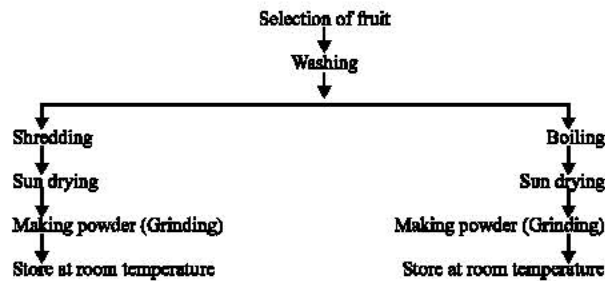 Selection of fruit
Washing
Shredding
Boiling
Sun drying
Sun drying
Making powder (Grinding)
Making powder (Grinding)
Store at room temperature
Store at room temperature